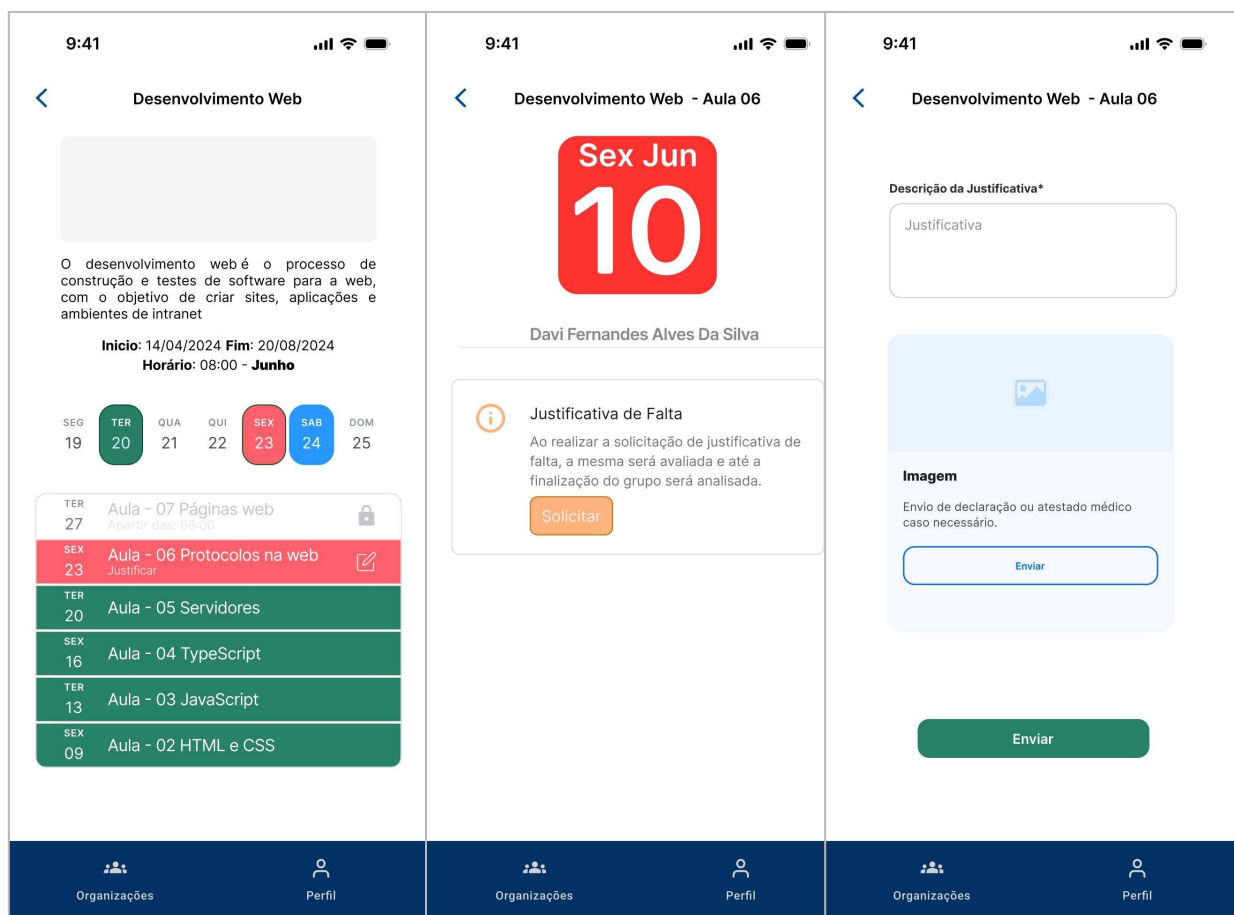 9:41
Desenvolvimento Web
O desenvolvimento web é o processo de
construção e testes de software para a web,
com o objetivo de criar sites, aplicações e
ambientes de intranet
Inicio: 14/04/2024 Fim: 20/08/2024
Horário: 08:00 - Junho
SEG TER QUA QUI SEX SAB DOM
19 20 21 22 23 24 25
TER
27
Aula - 07 Páginas web
Apartir das: 08:00
SEX
23
Aula - 06 Protocolos na web
Justificar
TER
20
Aula - 05 Servidores
SEX
16
Aula - 04 TypeScript
TER
13
Aula - 03 JavaScript
SEX
09
Aula - 02 HTML e CSS
Organizações
Perfil
9:41
Desenvolvimento Web - Aula 06
Sex Jun
10
Davi Fernandes Alves Da Silva
Justificativa de Falta
Ao realizar a solicitação de justificativa de
falta, a mesma será avaliada e até a
finalização do grupo será analisada.
Solicitar
Organizações
Perfil
9:41
Desenvolvimento Web - Aula 06
Descrição da Justificativa*
Justificativa
Imagem
Envio de declaração ou atestado médico
caso necessário.
Enviar
Enviar
Organizações
Perfil